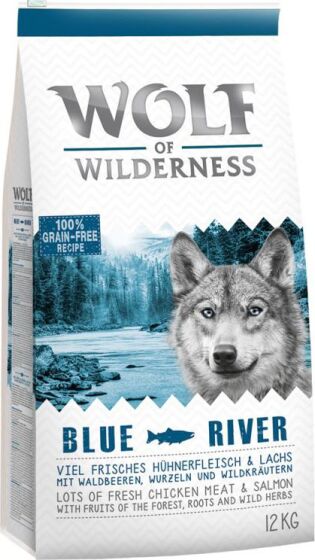 WOLF
OF
WILDERNESS
100%
GRAIN-FREE
RECIPE
BLUE RIVER
VIEL FRISCHES HÜHNERFLEISCH & LACHS
MIT WALDBEEREN, WURZELN UND WILDKRÄUTERN
LOTS OF FRESH CHICKEN MEAT & SALMON
WITH FRUITS OF THE FOREST, ROOTS AND WILD HERBS
12 KG